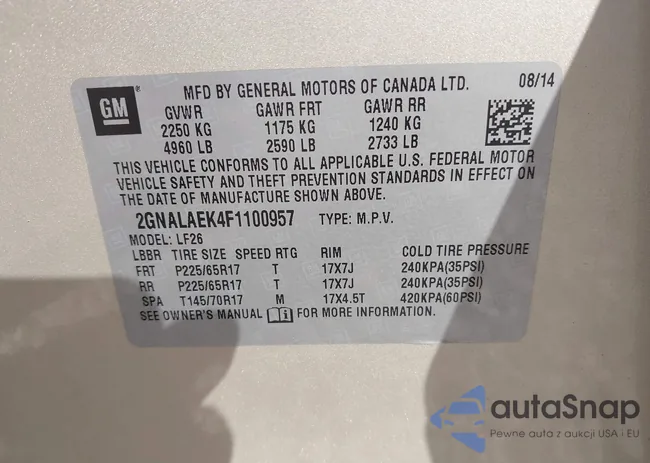 GM
MFD BY GENERAL MOTORS OF CANADA LTD. 08/14
GVWR GAWR FRT GAWR RR
2250 KG 1175 KG 1240 KG
4960 LB 2590 LB 2733 LB
THIS VEHICLE CONFORMS TO ALL APPLICABLE U.S. FEDERAL MOTOR
VEHICLE SAFETY AND THEFT PREVENTION STANDARDS IN EFFECT ON
THE DATE OF MANUFACTURE SHOWN ABOVE.
2GNALAEK4F1100957 TYPE: M.P.V.
MODEL: LF26
LBBR TIRE SIZE SPEED RTG RIM COLD TIRE PRESSURE
FRT P225/65R17 T 17X7J 240KPA(35PSI)
RR P225/65R17 T 17X7J 240KPA(35PSI)
SPA T145/70R17 M 17X4.5T 420KPA(60PSI)
SEE OWNER'S MANUAL FOR MORE INFORMATION.
autaSnap
Pewne auta z aukcji USA i EU